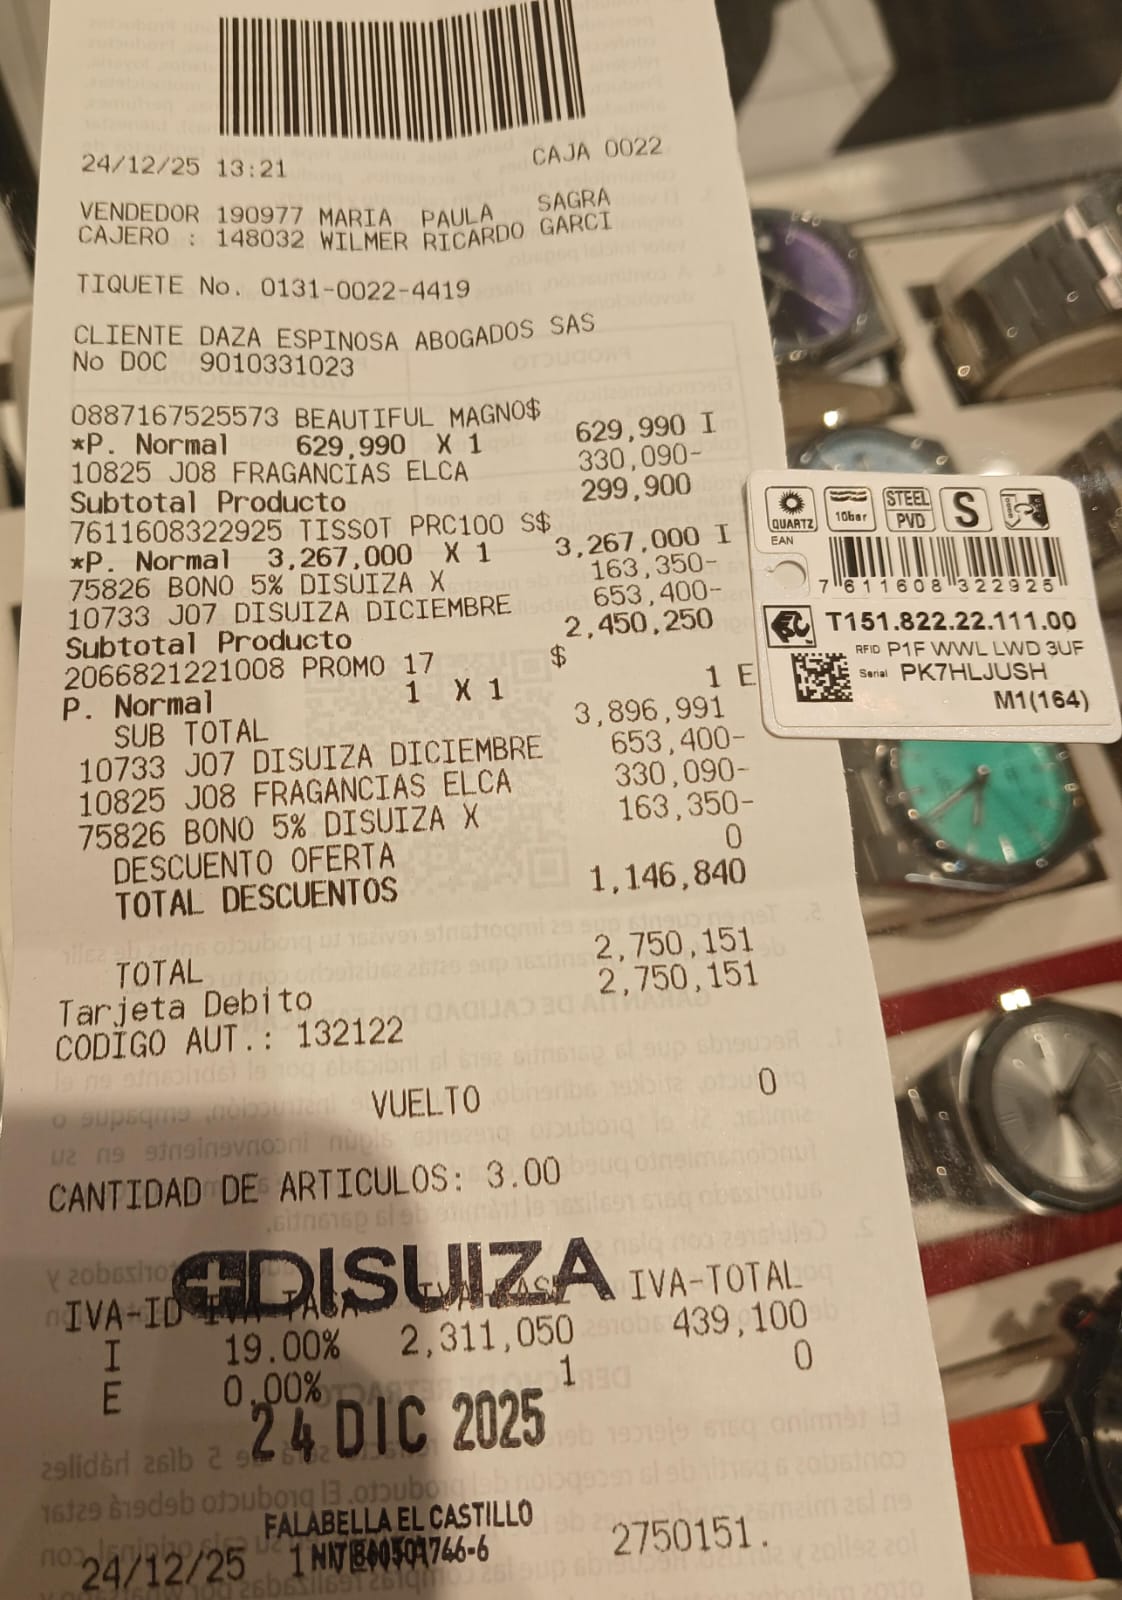 24/12/25 13:21 CAJA 0022
VENDEDOR 190977 MARIA PAULA SAGRA
CAJERO : 148032 WILMER RICARDO GARCI
TIQUETE No. 0131-0022-4419
CLIENTE DAZA ESPINOSA ABOGADOS SAS
No DOC 9010331023
0887167525573 BEAUTIFUL MAGNO$
*P. Normal 629,990 X 1 629,990 I
10825 J08 FRAGANCIAS ELCA 330,090-
Subtotal Producto 299,900
7611608322925 TISSOT PRC100 S$
*P. Normal 3,267,000 X 1 3,267,000 I
75826 BONO 5% DISUIZA X 163,350-
10733 J07 DISUIZA DICIEMBRE 653,400-
Subtotal Producto 2,450,250
2066821221008 PROMO 17 $
P. Normal 1 X 1 1 E
SUB TOTAL 3,896,991
10733 J07 DISUIZA DICIEMBRE 653,400-
10825 J08 FRAGANCIAS ELCA 330,090-
75826 BONO 5% DISUIZA X 163,350-
DESCUENTO OFERTA 0
TOTAL DESCUENTOS 1,146,840
TOTAL 2,750,151
Tarjeta Debito 2,750,151
CODIGO AUT.: 132122
VUELTO 0
CANTIDAD DE ARTICULOS: 3.00
DISUIZA
IVA-ID IVA-TASA IVA-BASE IVA-TOTAL
I 19.00% 2,311,050 439,100
E 0.00% 1 0
24 DIC 2025
FALABELLA EL CASTILLO
24/12/25 2750151.
QUARTZ
10bar
STEEL
PVD
S
EAN
7 611608 322925
T151.822.22.111.00
RFID P1F WWL LWD 3UF
Serial PK7HLJUSH
M1(164)